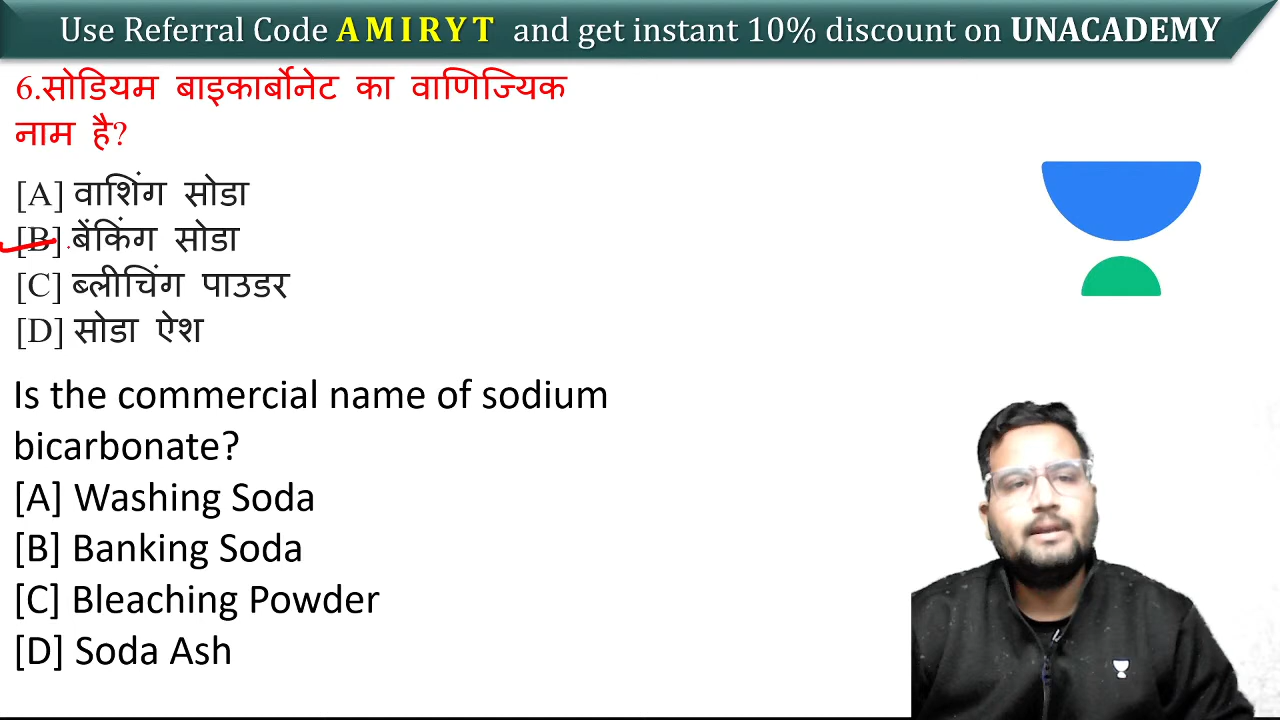 Use Referral Code AMIRYT and get instant 10% discount on UNACADEMY
6.सोडियम बाइकार्बोनेट का वाणिज्यिक
नाम है?
[A] वाशिंग सोडा
[B] बेंकिंग सोडा
[C] ब्लीचिंग पाउडर
[D] सोडा ऐश
Is the commercial name of sodium
bicarbonate?
[A] Washing Soda
[B] Banking Soda
[C] Bleaching Powder
[D] Soda Ash